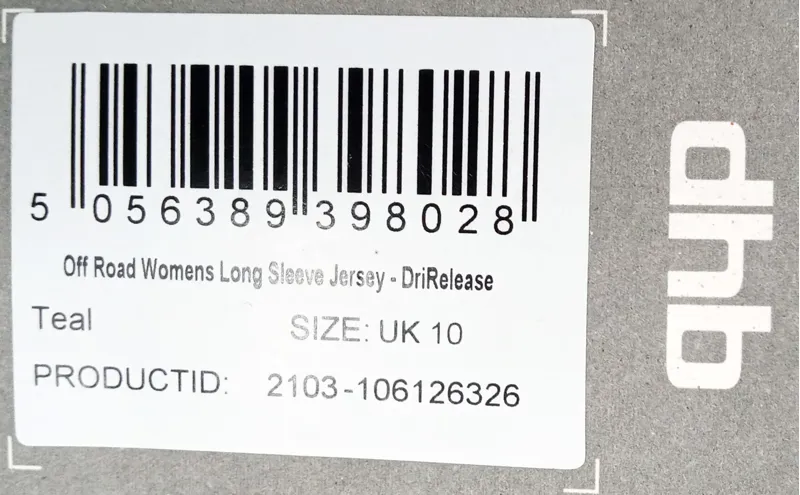 5 056389 398028
Off Road Womens Long Sleeve Jersey - DriRelease
Teal SIZE: UK 10
PRODUCTID: 2103-106126326
dhb